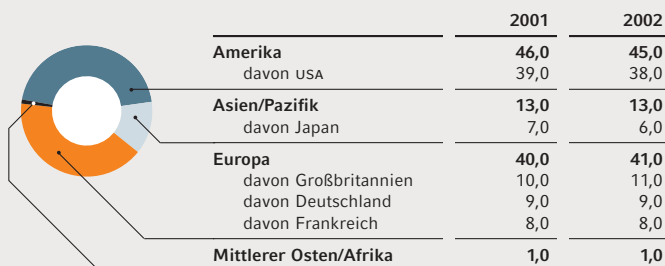 2001 2002
Amerika 46,0 45,0
davon USA 39,0 38,0
Asien/Pazifik 13,0 13,0
davon Japan 7,0 6,0
Europa 40,0 41,0
davon Großbritannien 10,0 11,0
davon Deutschland 9,0 9,0
davon Frankreich 8,0 8,0
Mittlerer Osten/Afrika 1,0 1,0